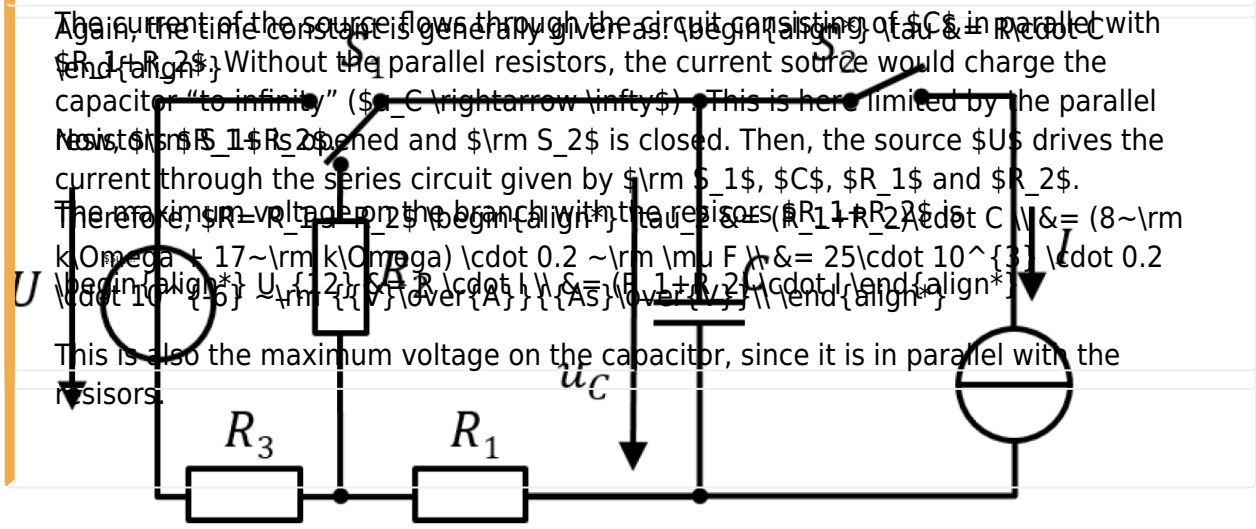 The current of the source flows through the circuit consisting of $C$ in parallel with
Again, the time constant is generally given as: \begin{align*} \tau &= R\cdot C
\end{align*}
$R_1+R_2$. Without the parallel resistors, the current source would charge the
capacitor “to infinity” ($u_C \rightarrow \infty$) . This is here limited by the parallel
resistors $R_1+R_2$.
Now, $\rm S_1$ is opened and $\rm S_2$ is closed. Then, the source $U$ drives the
current through the series circuit given by $\rm S_1$, $C$, $R_1$ and $R_2$.
The maximum voltage on the branch with the resisors $R_1+R_2$ is
Therefore, $R= R_1 + R_2$ \begin{align*} \tau_2 &= (R_1+R_2)\cdot C \\ &= (8~\rm
k\Omega + 17~\rm k\Omega) \cdot 0.2 ~\rm \mu F \\ &= 25\cdot 10^{3} \cdot 0.2
\cdot 10^{-6} ~\rm {{V}\over{A}}{{As}\over{V}}\\ \end{align*}
\begin{align*} U_{12} &= R \cdot I \\ &= (R_1+R_2) \cdot I \end{align*}
This is also the maximum voltage on the capacitor, since it is in parallel with the
resisors.
S1
S2
U
R2
C
I
uC
R3
R1